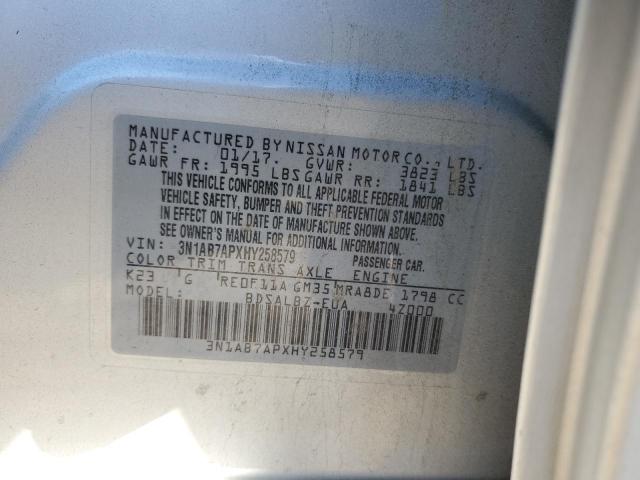 MANUFACTURED BY NISSAN MOTOR CO., LTD.
DATE: 01/17. GVWR: 3823 LBS
GAWR FR: 1995 LBS GAWR RR: 1841 LBS
THIS VEHICLE CONFORMS TO ALL APPLICABLE FEDERAL MOTOR
VEHICLE SAFETY, BUMPER AND THEFT PREVENTION STANDARDS
IN EFFECT ON THE DATE OF MANUFACTURE SHOWN ABOVE.
SEE OWNER'S MANUAL FOR ADDITIONAL INFORMATION.
VIN: 3N1AB7APXHY258579 PASSENGER CAR.
COLOR TRIM TRANS AXLE ENGINE
K23 G RE0F11A GM35 MRA8DE 1798 CC
MODEL: BDSALBZ-EUA 4Z000
3N1AB7APXHY258579